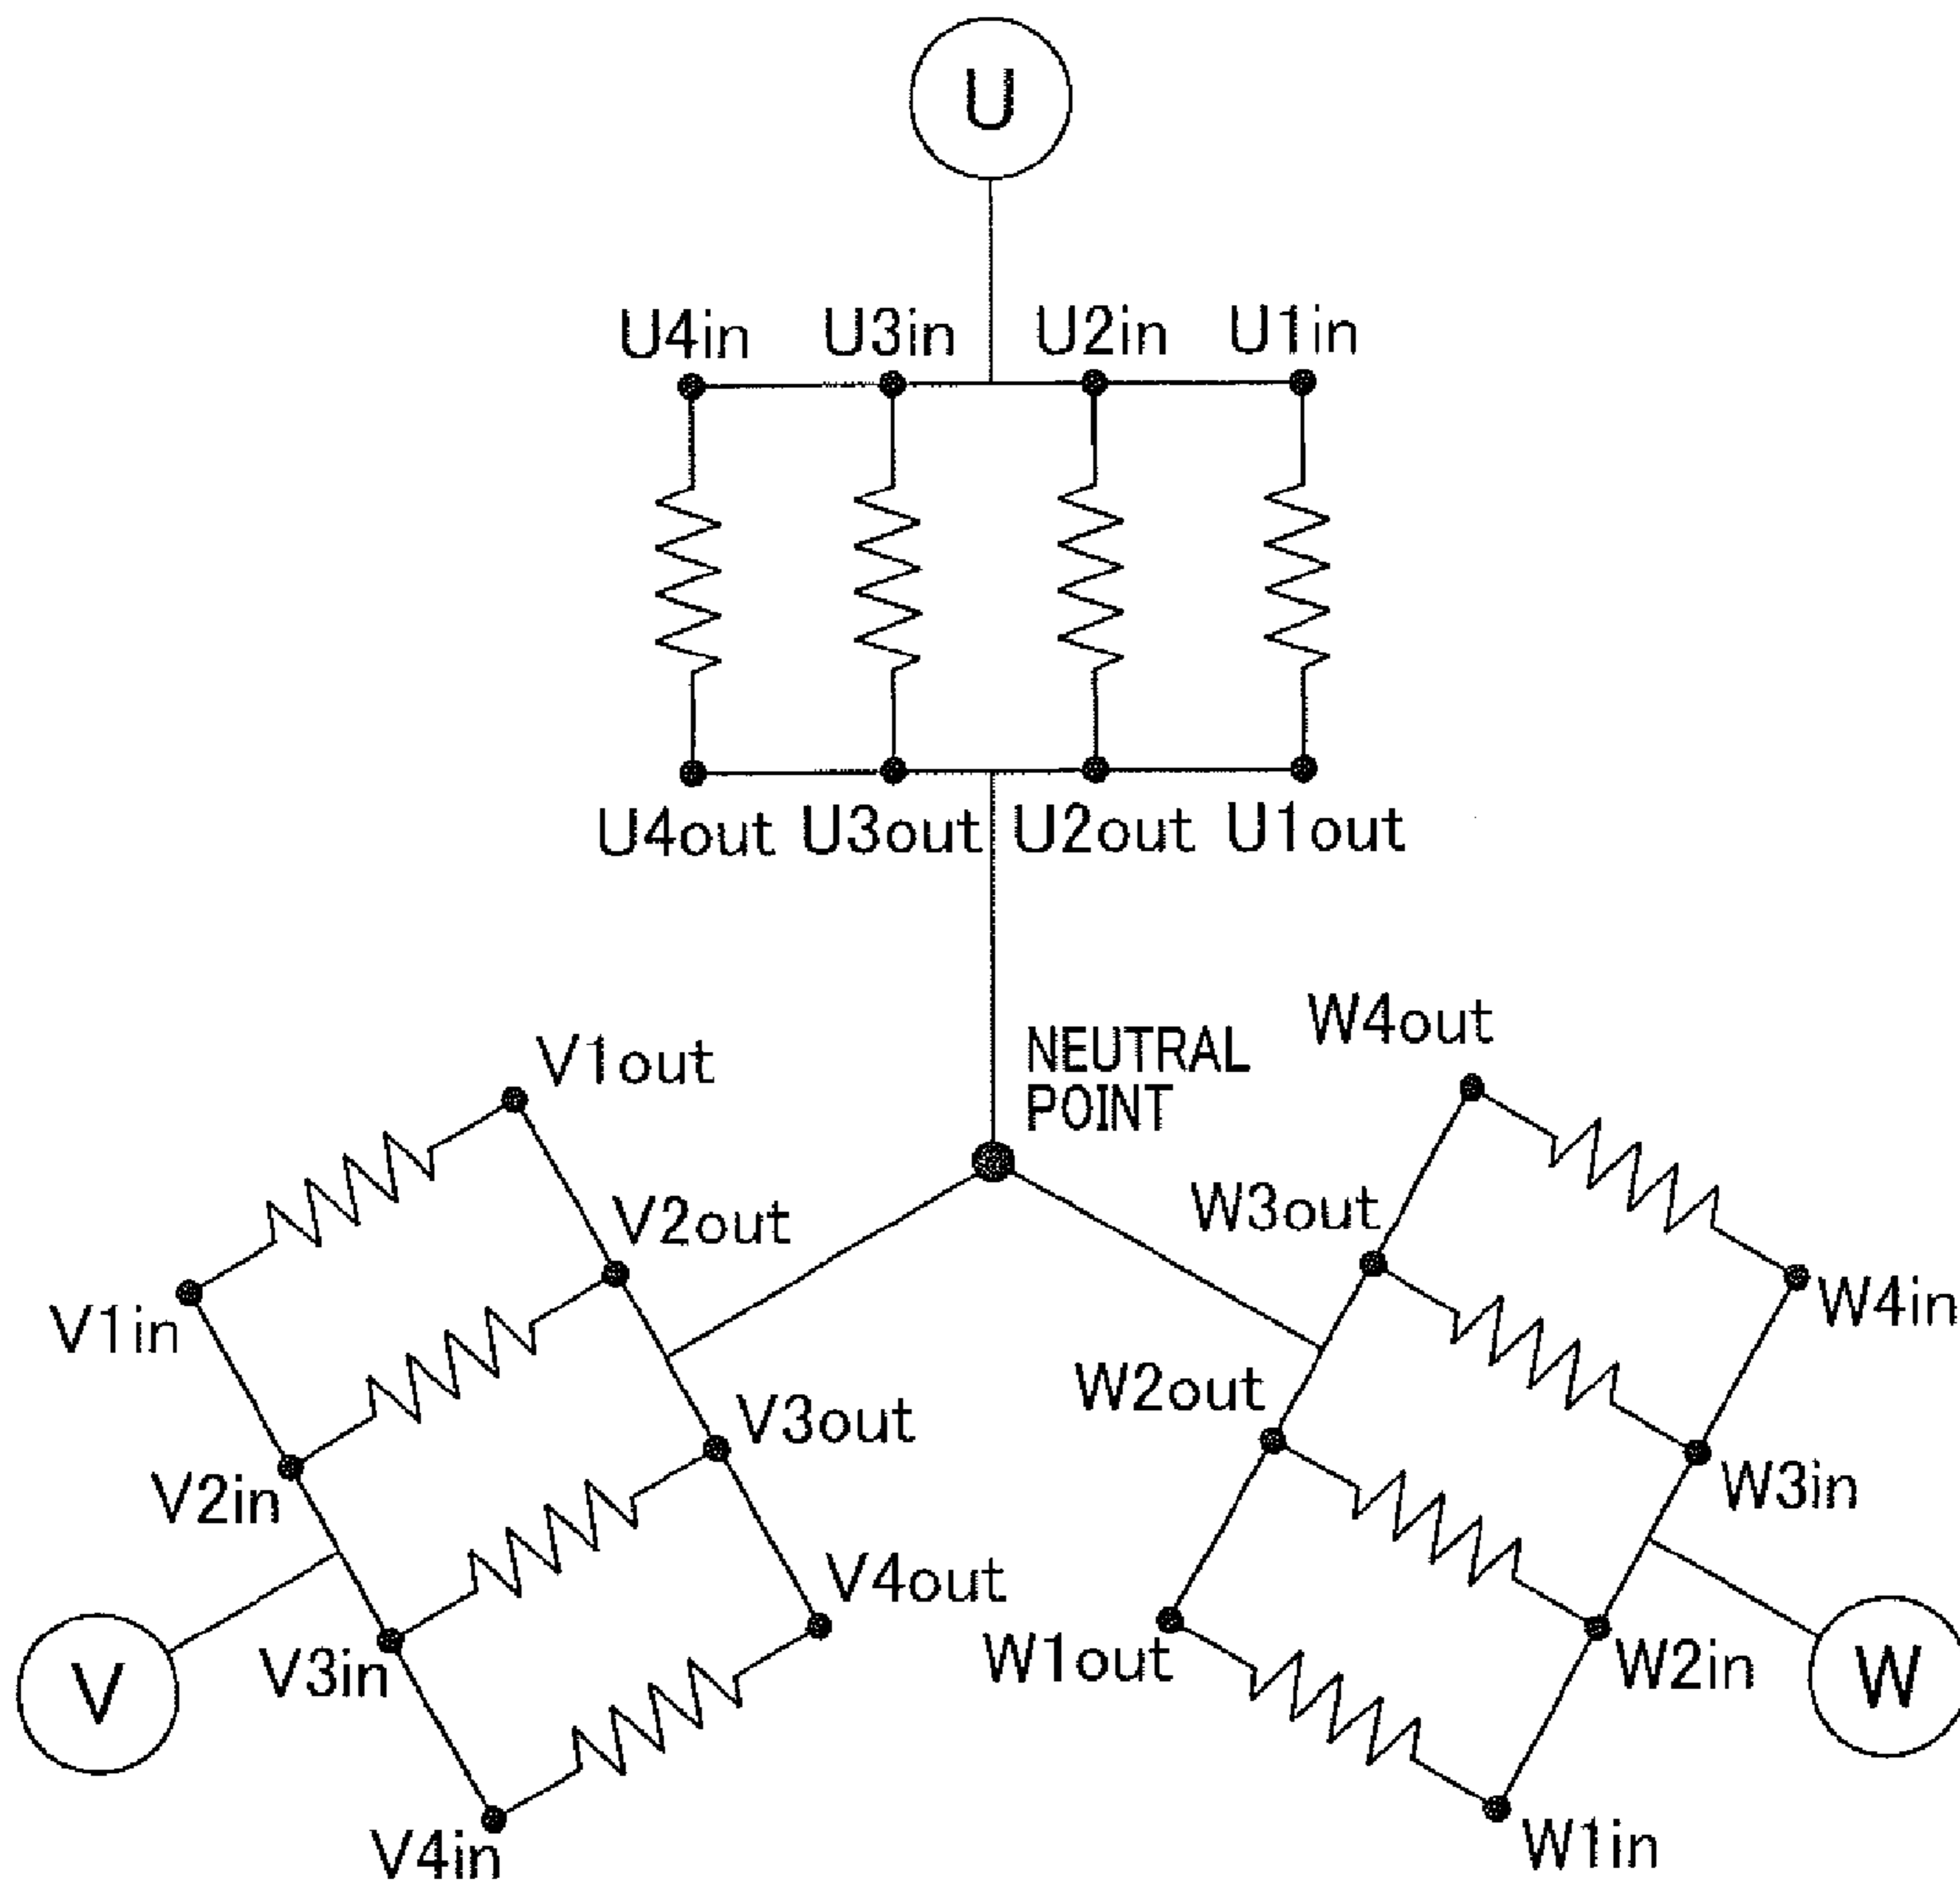 U
U4in U3in U2in U1in
U4out U3out U2out U1out
NEUTRAL
POINT
W4out
V1out
W3out
V2out
V1in
W4in
W2out
V3out
V2in
W3in
V4out
W1out
V3in
W2in
V
W
V4in
W1in